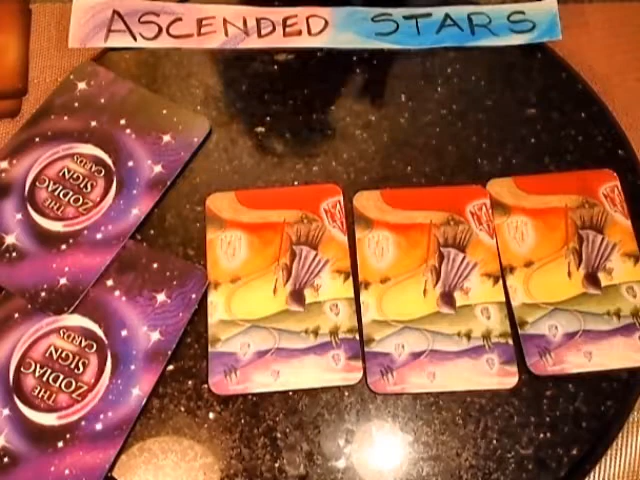 ASCENDED STARS
THE
ZODIAC
SIGN
CARDS
THE
ZODIAC
SIGN
CARDS